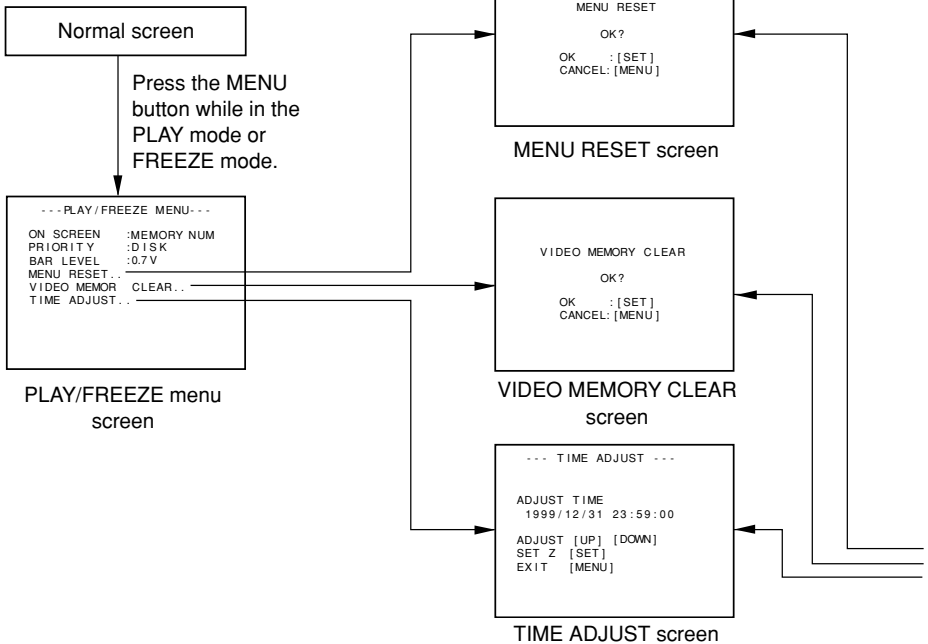 Normal screen
Press the MENU
button while in the
PLAY mode or
FREEZE mode.
---PLAY/FREEZE MENU---
ON SCREEN :MEMORY NUM
PRIORITY :DISK
BAR LEVEL :0.7V
MENU RESET..
VIDEO MEMOR CLEAR..
TIME ADJUST..
PLAY/FREEZE menu
screen
MENU RESET
OK?
OK :[SET]
CANCEL:[MENU]
MENU RESET screen
VIDEO MEMORY CLEAR
OK?
OK :[SET]
CANCEL:[MENU]
VIDEO MEMORY CLEAR
screen
--- TIME ADJUST ---
ADJUST TIME
1999/12/31 23:59:00
ADJUST [UP] [DOWN]
SET Z [SET]
EXIT [MENU]
TIME ADJUST screen